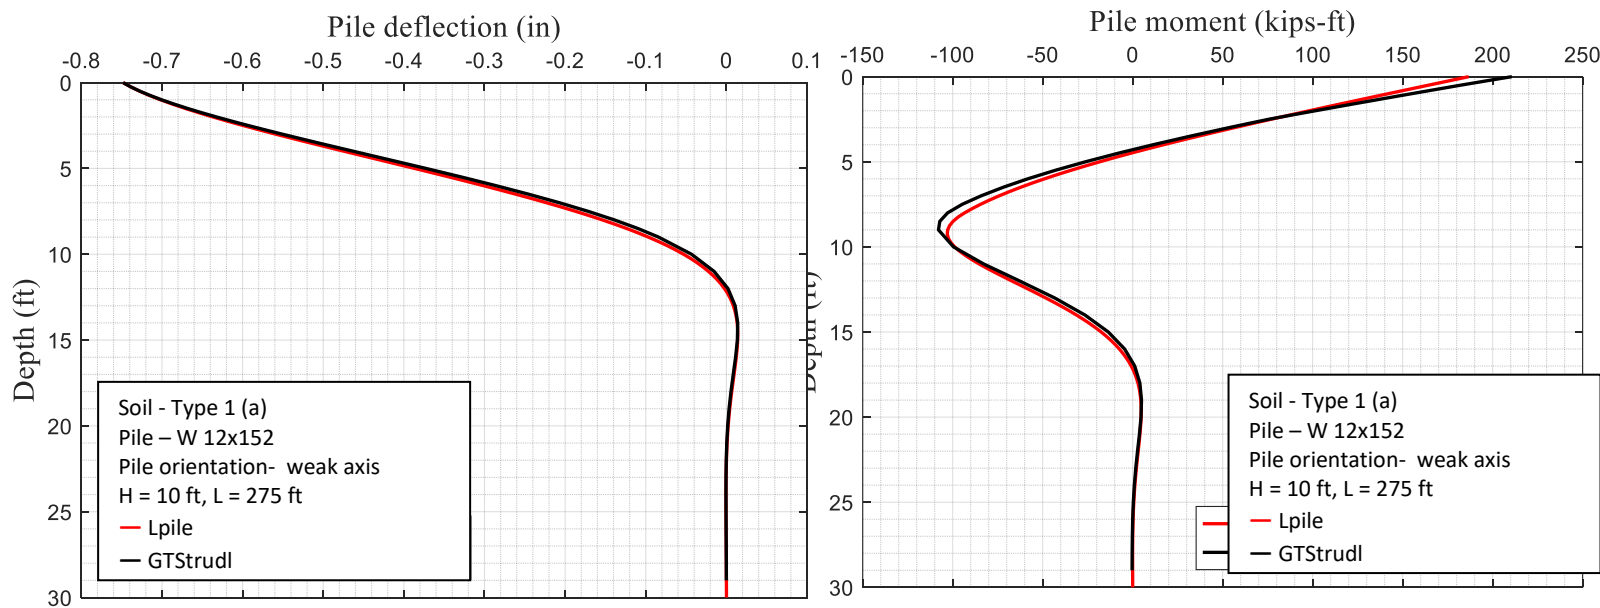 Pile deflection (in)
-0.8 -0.7 -0.6 -0.5 -0.4 -0.3 -0.2 -0.1 0 0.1
0
5
10
15
20
25
30
Depth (ft)
Soil - Type 1 (a)
Pile – W 12x152
Pile orientation- weak axis
H = 10 ft, L = 275 ft
Lpile
GTStrudl
Pile moment (kips-ft)
-150 -100 -50 0 50 100 150 200 250
0
5
10
15
20
25
30
Depth (ft)
Soil - Type 1 (a)
Pile – W 12x152
Pile orientation- weak axis
H = 10 ft, L = 275 ft
Lpile
GTStrudl